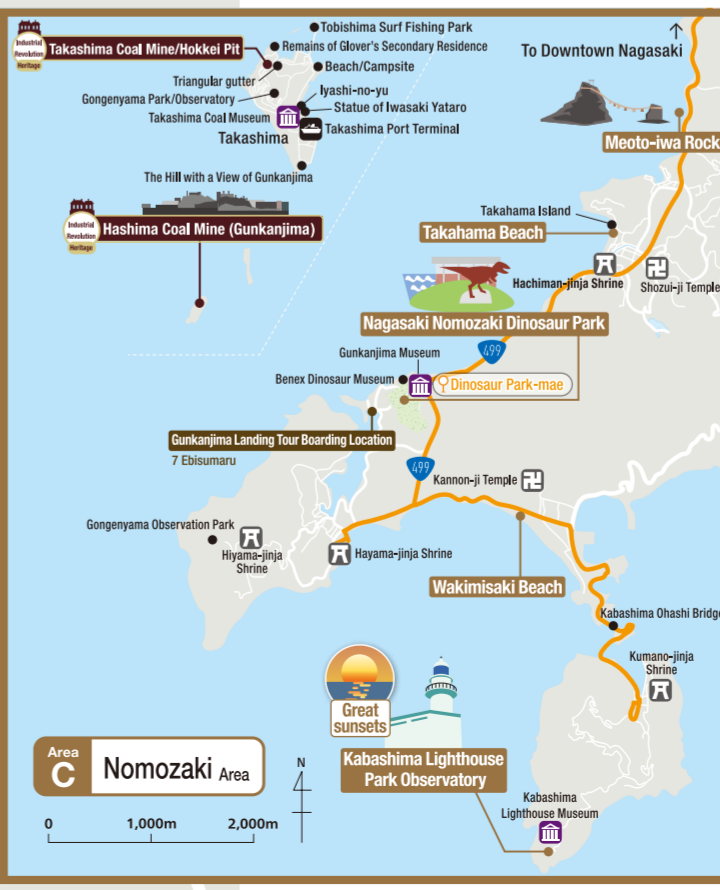 Tobishima Surf Fishing Park
Industrial
Revolution
Heritage
Takashima Coal Mine/Hokkei Pit
Remains of Glover's Secondary Residence
To Downtown Nagasaki
Triangular gutter
Beach/Campsite
Gongenyama Park/Observatory
Iyashi-no-yu
Statue of Iwasaki Yataro
Takashima Coal Museum
Takashima
Takashima Port Terminal
Meoto-iwa Rock
The Hill with a View of Gunkanjima
Industrial
Revolution
Heritage
Hashima Coal Mine (Gunkanjima)
Takahama Island
Takahama Beach
Hachiman-jinja Shrine
Shozui-ji Temple
Nagasaki Nomozaki Dinosaur Park
499
Gunkanjima Museum
Benex Dinosaur Museum
Dinosaur Park-mae
Gunkanjima Landing Tour Boarding Location
7 Ebisumaru
499
Kannon-ji Temple
Gongenyama Observation Park
Hiyama-jinja
Shrine
Hayama-jinja Shrine
Wakimisaki Beach
Kabashima Ohashi Bridge
Kumano-jinja
Shrine
Great
sunsets
Kabashima Lighthouse
Park Observatory
Area
C
Nomozaki Area
N
0 1,000m 2,000m
Kabashima
Lighthouse Museum